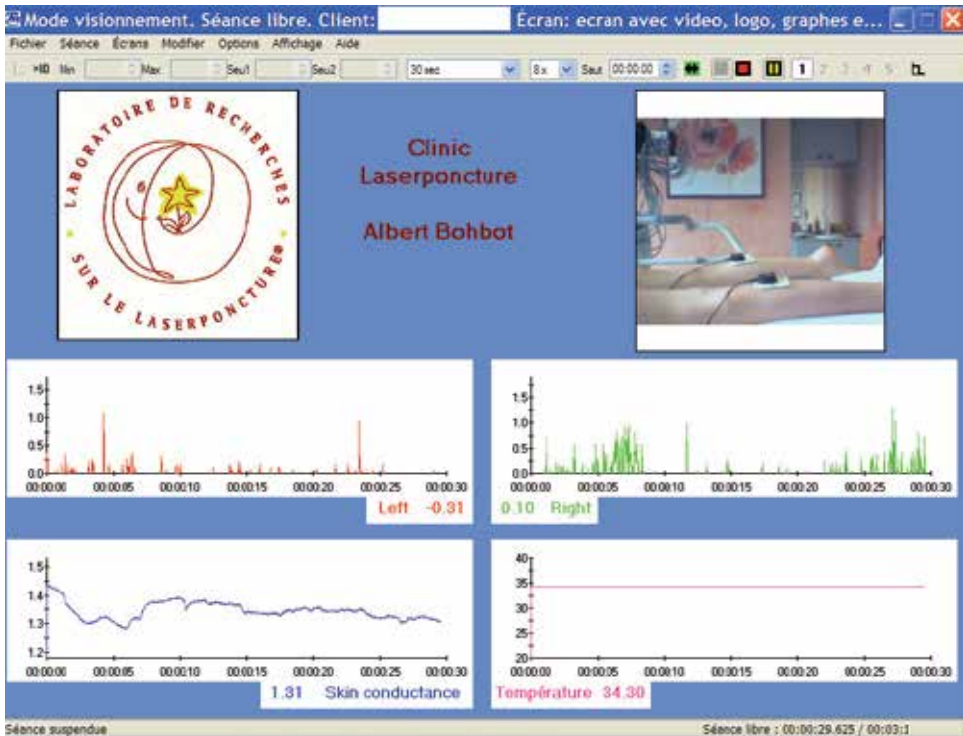 Mode visionnement. Séance libre. Client: Écran: ecran avec video, logo, graphes e...
Fichier Séance Écrans Modifier Options Affichage Aide
Min Max Seu1 Seu2 30 sec 8 x Saut 00:00:00 1 2 3 4 5
LABORATOIRE DE RECHERCHES
SUR LE LASERPONCTURE®
Clinic
Laserponcture
Albert Bohbot
1.5
1.0
0.5
0.0
00:00:00 00:00:05 00:00:10 00:00:15 00:00:20 00:00:25 00:00:30
Left -0.31
1.5
1.0
0.5
0.0
00:00:00 00:00:05 00:00:10 00:00:15 00:00:20 00:00:25 00:00:30
0.10 Right
1.5
1.4
1.3
1.2
00:00:00 00:00:05 00:00:10 00:00:15 00:00:20 00:00:25 00:00:30
1.31 Skin conductance
40
35
30
25
20
00:00:00 00:00:05 00:00:10 00:00:15 00:00:20 00:00:25 00:00:30
Température 34.30
Séance suspendue
Séance libre : 00:00:29.625 / 00:03:1